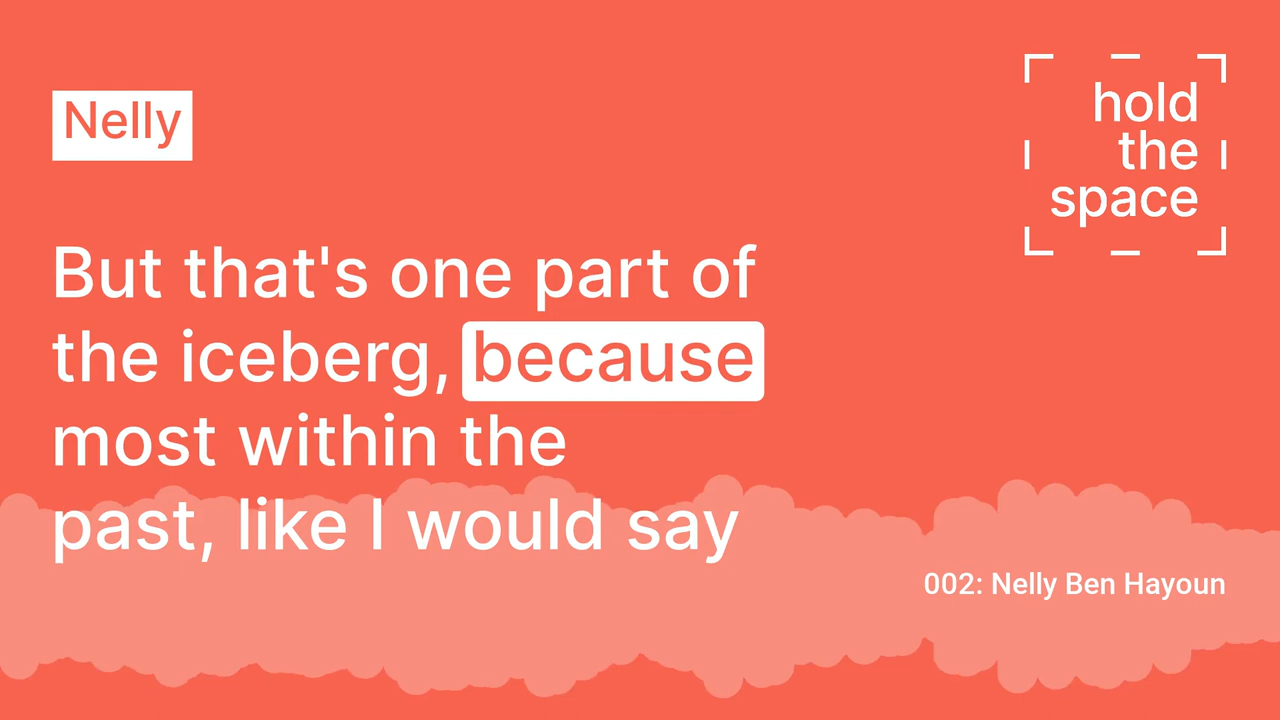 Nelly
hold
the
space
But that's one part of
the iceberg, because
most within the
past, like I would say
002: Nelly Ben Hayoun